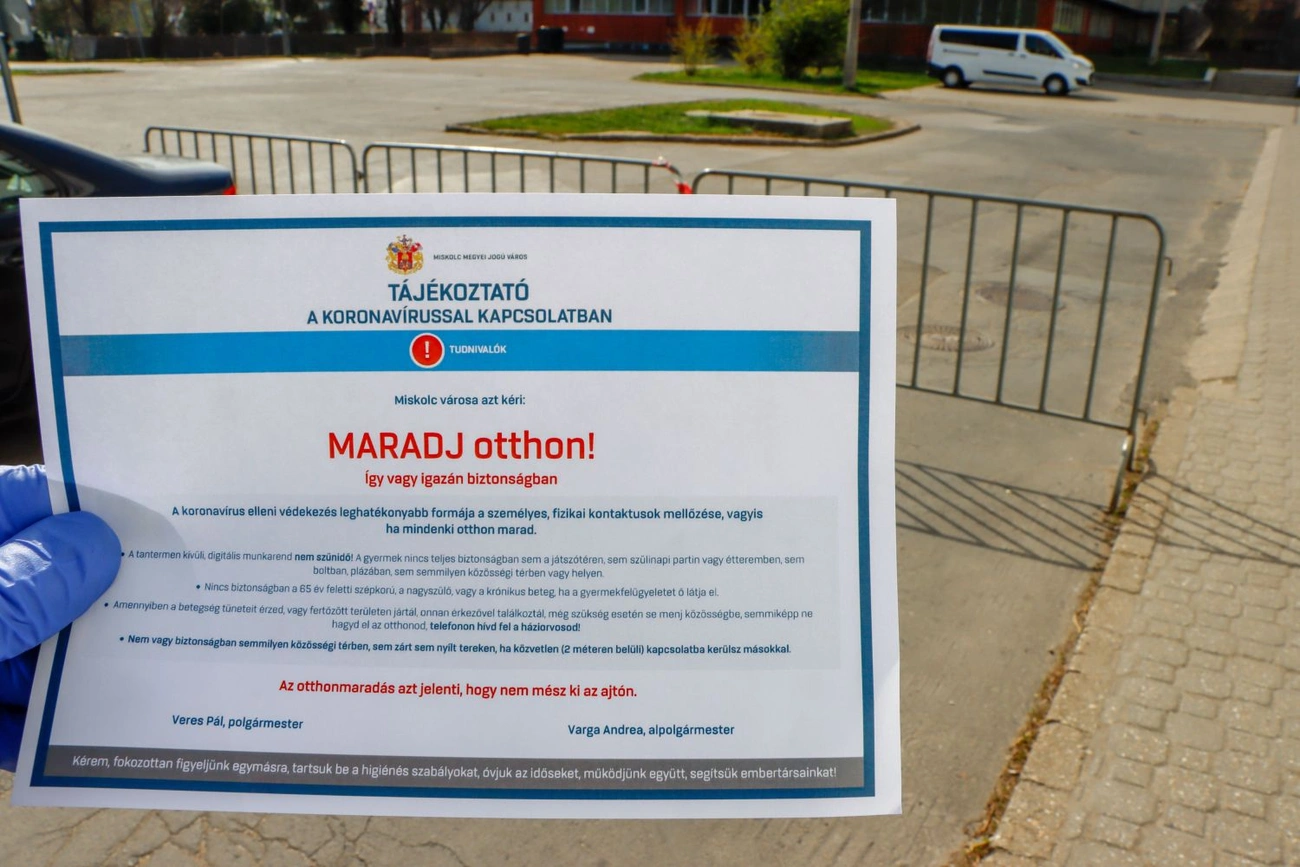 MISKOLC MEGYEI JOGÚ VÁROS
TÁJÉKOZTATÓ
A KORONAVÍRUSSAL KAPCSOLATBAN
! TUDNIVALÓK
Miskolc városa azt kéri:
MARADJ otthon!
Így vagy igazán biztonságban
A koronavírus elleni védekezés leghatékonyabb formája a személyes, fizikai kontaktusok mellőzése, vagyis
ha mindenki otthon marad.
• A tantermen kívüli, digitális munkarend nem szünidő! A gyermek nincs teljes biztonságban sem a játszótéren, sem szülinapi partin vagy étteremben, sem
boltban, plázában, sem semmilyen közösségi térben vagy helyen.
• Nincs biztonságban a 65 év feletti szépkorú, a nagyszülő, vagy a krónikus beteg, ha a gyermekfelügyeletet ő látja el.
• Amennyiben a betegség tüneteit érzed, vagy fertőzött területen jártál, onnan érkezővel találkoztál, még szükség esetén se menj közösségbe, semmiképp ne
hagyd el az otthonod, telefonon hívd fel a háziorvosod!
• Nem vagy biztonságban semmilyen közösségi térben, sem zárt sem nyílt tereken, ha közvetlen (2 méteren belüli) kapcsolatba kerülsz másokkal.
Az otthonmaradás azt jelenti, hogy nem mész ki az ajtón.
Veres Pál, polgármester
Varga Andrea, alpolgármester
Kérem, fokozottan figyeljünk egymásra, tartsuk be a higiénés szabályokat, óvjuk az időseket, működjünk együtt, segítsük embertársainkat!